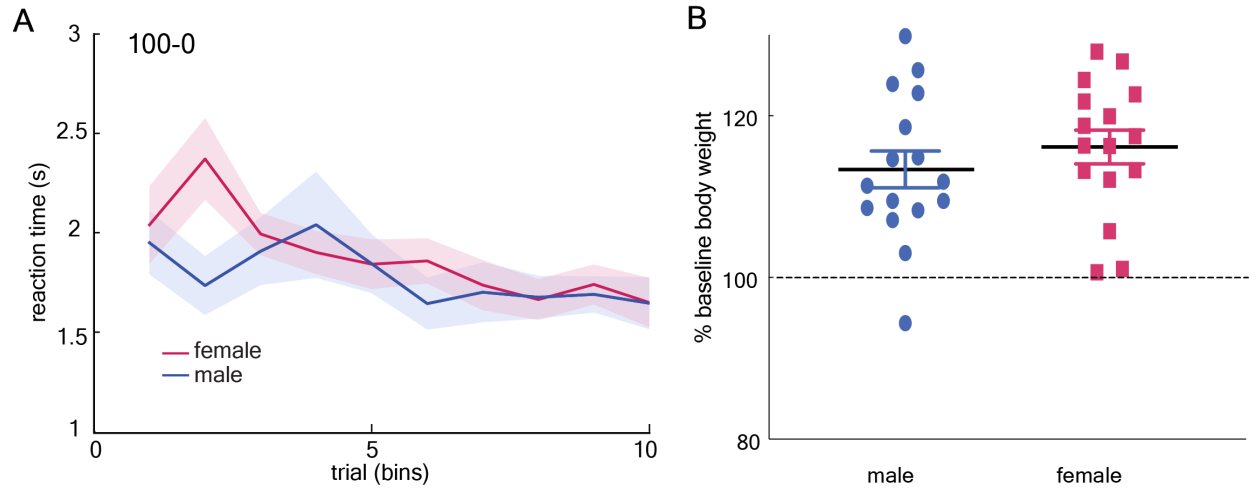 A
100-0
reaction time (s)
3
2.5
2
1.5
1
female
male
0
5
10
trial (bins)
B
% baseline body weight
120
100
80
male
female